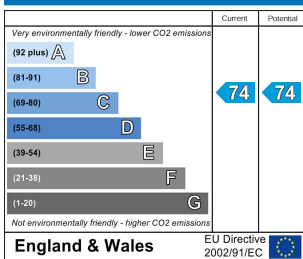 Current Potential
Very environmentally friendly - lower CO2 emissions
(92 plus) A
(81-91) B
(69-80) C
74 74
(55-68) D
(39-54) E
(21-38) F
(1-20) G
Not environmentally friendly - higher CO2 emissions
England & Wales
EU Directive
2002/91/EC